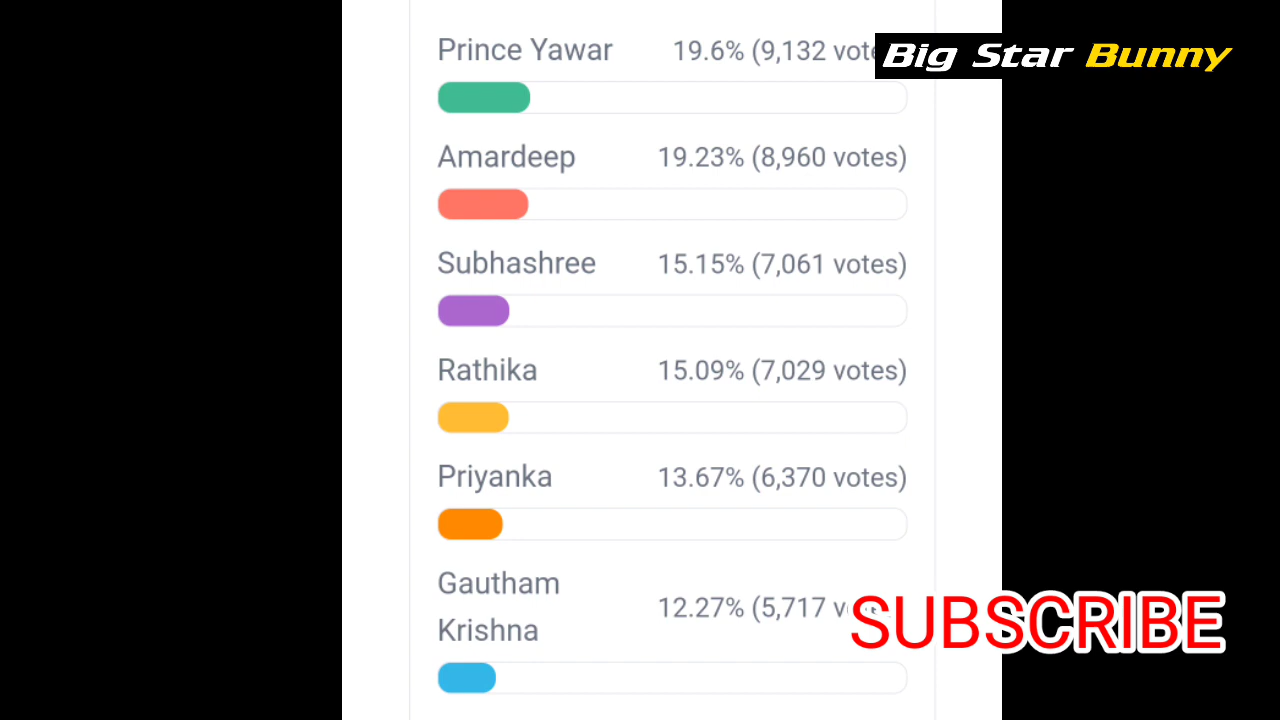 Prince Yawar 19.6% (9,132
Big Star Bunny
Amardeep 19.23% (8,960 votes)
Subhashree 15.15% (7,061 votes)
Rathika 15.09% (7,029 votes)
Priyanka 13.67% (6,370 votes)
Gautham
Krishna
12.27% (5,717
SUBSCRIBE